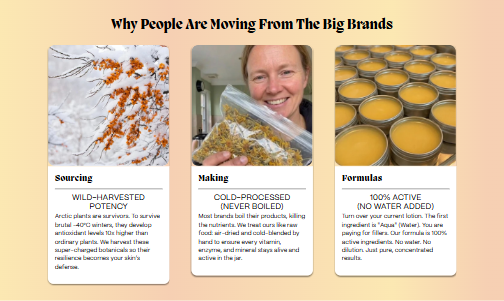 Why People Are Moving From The Big Brands
Sourcing
WILD-HARVESTED
POTENCY
Arctic plants are survivors. To survive
brutal -40°C winters, they develop
antioxidant levels 10x higher than
ordinary plants. We harvest these
super-charged botanicals so their
resilience becomes your skin's
defense.
Making
COLD-PROCESSED
(NEVER BOILED)
Most brands boil their products, killing
the nutrients. We treat ours like raw
food: air-dried and cold-blended by
hand to ensure every vitamin,
enzyme, and mineral stays alive and
active in the jar.
Formulas
100% ACTIVE
(NO WATER ADDED)
Turn over your current lotion. The first
ingredient is "Aqua" (Water). You are
paying for fillers. Our formula is 100%
active ingredients. No water. No
dilution. Just pure, concentrated
results.